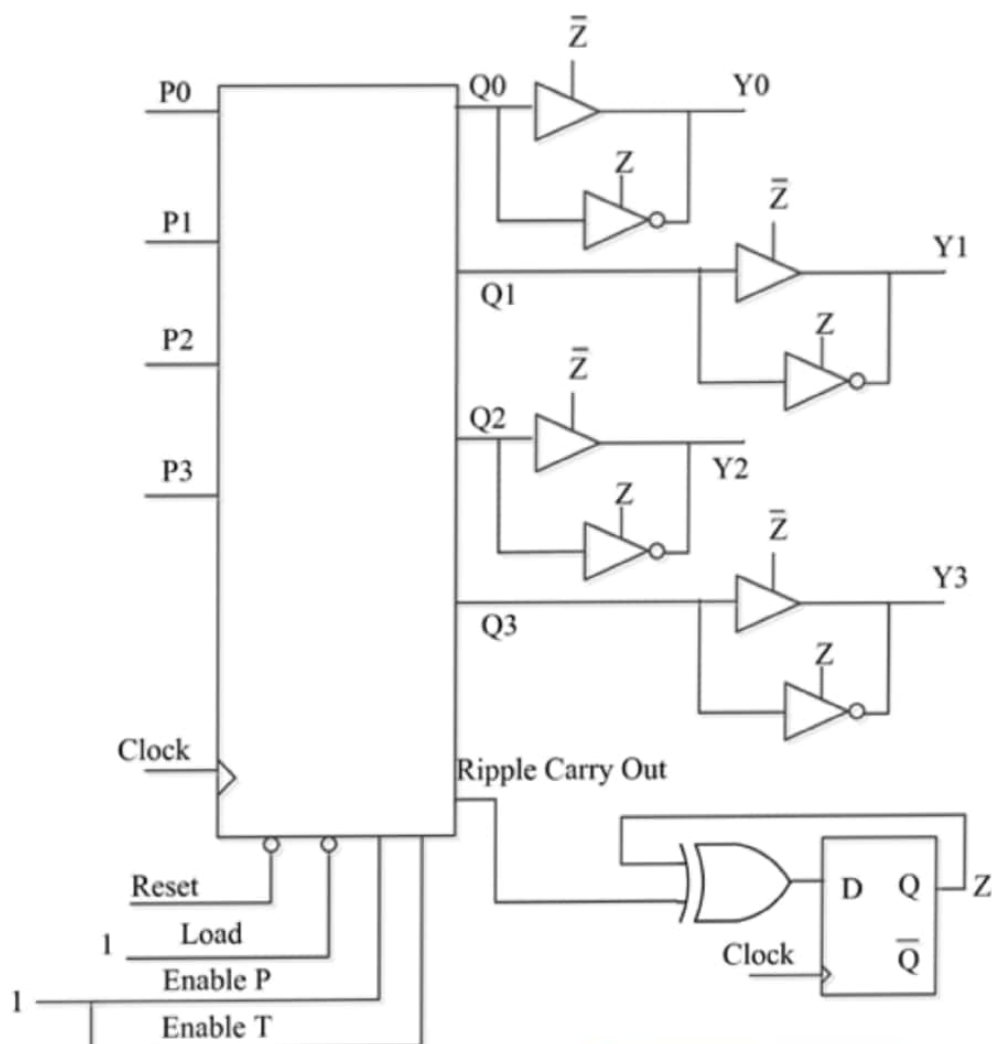 Z̅
P0
Q0
Y0
Z
Z̅
P1
Y1
Q1
Z
P2
Z̅
Q2
P3
Y2
Z
Z̅
Y3
Q3
Z
Clock
Ripple Carry Out
Reset
D Q Z
1 Load
Clock
Q̅
Enable P
1
Enable T